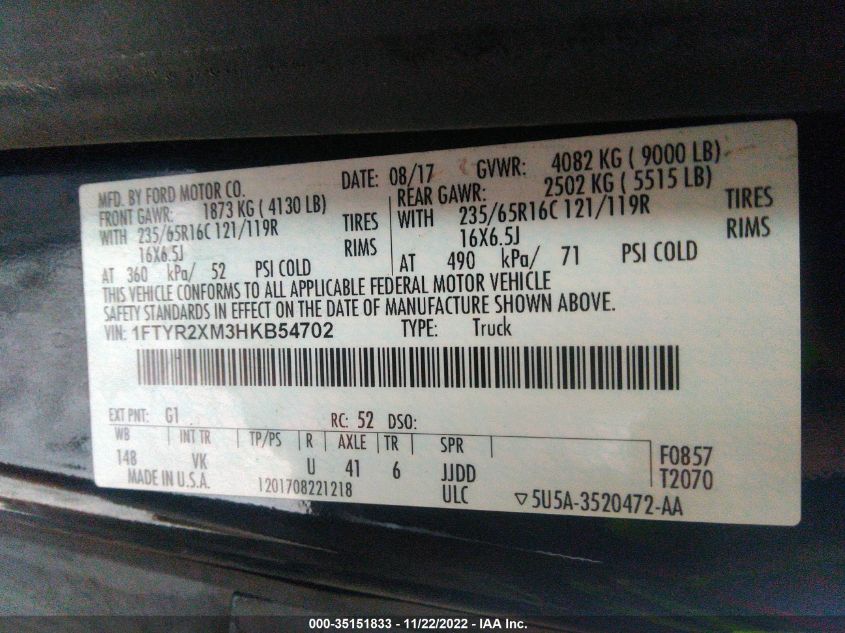 MFD. BY FORD MOTOR CO.
DATE: 08/17 GVWR: 4082 KG ( 9000 LB)
FRONT GAWR: 1873 KG ( 4130 LB)
REAR GAWR: 2502 KG ( 5515 LB)
WITH 235/65R16C 121/119R TIRES
WITH 235/65R16C 121/119R TIRES
16X6.5J RIMS
16X6.5J RIMS
AT 360 kPa/ 52 PSI COLD
AT 490 kPa/ 71 PSI COLD
THIS VEHICLE CONFORMS TO ALL APPLICABLE FEDERAL MOTOR VEHICLE
SAFETY STANDARDS IN EFFECT ON THE DATE OF MANUFACTURE SHOWN ABOVE.
VIN: 1FTYR2XM3HKB54702 TYPE: Truck
EXT PNT: G1 RC: 52 DSO:
WB INT TR TP/PS R AXLE TR SPR
148 VK U 41 6 JJDD
F0857
T2070
MADE IN U.S.A. 1201708221218 ULC
▽5U5A-3520472-AA
000-35151833 - 11/22/2022 - IAA Inc.